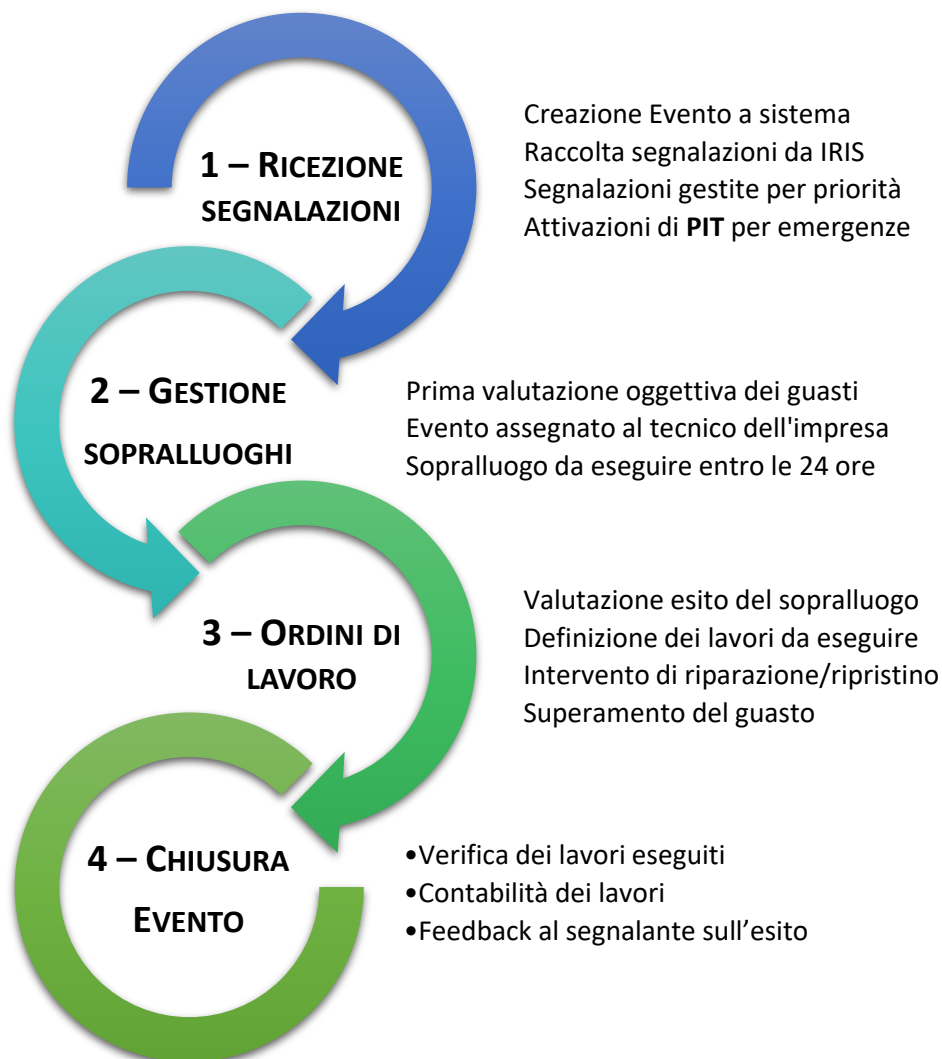 1 – RICEZIONE
SEGNALAZIONI
Creazione Evento a sistema
Raccolta segnalazioni da IRIS
Segnalazioni gestite per priorità
Attivazioni di PIT per emergenze
2 – GESTIONE
SOPRALLUOGHI
Prima valutazione oggettiva dei guasti
Evento assegnato al tecnico dell'impresa
Sopralluogo da eseguire entro le 24 ore
3 – ORDINI DI
LAVORO
Valutazione esito del sopralluogo
Definizione dei lavori da eseguire
Intervento di riparazione/ripristino
Superamento del guasto
4 – CHIUSURA
EVENTO
•Verifica dei lavori eseguiti
•Contabilità dei lavori
•Feedback al segnalante sull’esito